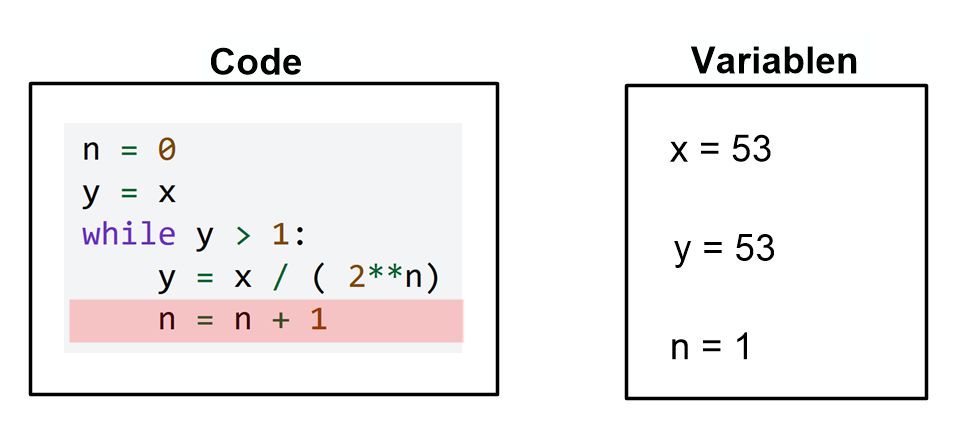 Code
n = 0
y = x
while y > 1:
    y = x / ( 2**n)
    n = n + 1
Variablen
x = 53
y = 53
n = 1